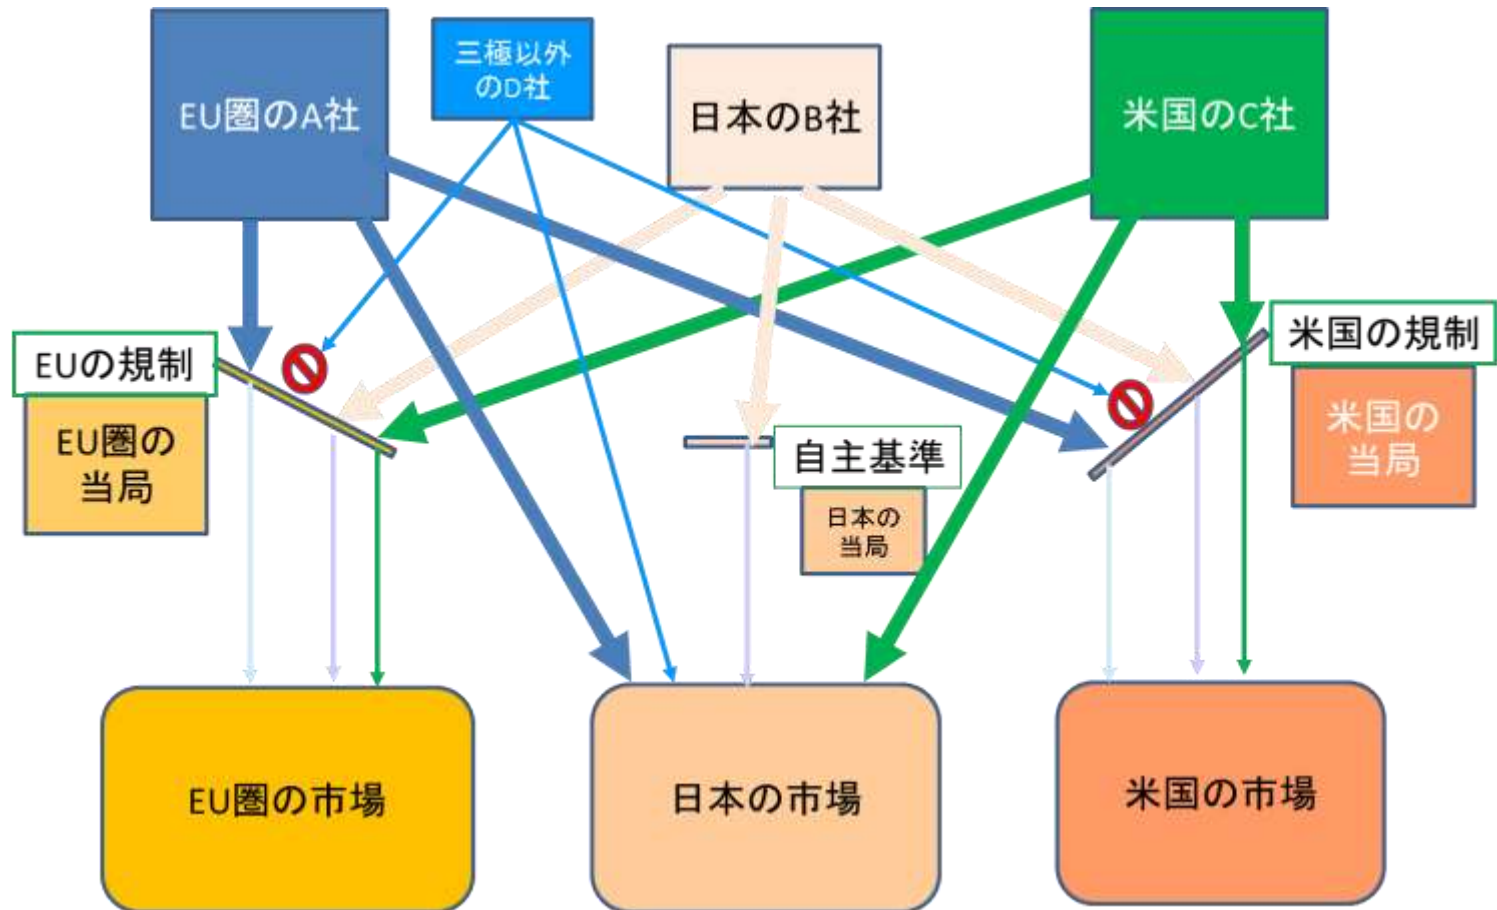 EU圏のA社
三極以外
のD社
日本のB社
米国のC社
EUの規制
EU圏の
当局
自主基準
日本の
当局
米国の規制
米国の
当局
EU圏の市場
日本の市場
米国の市場